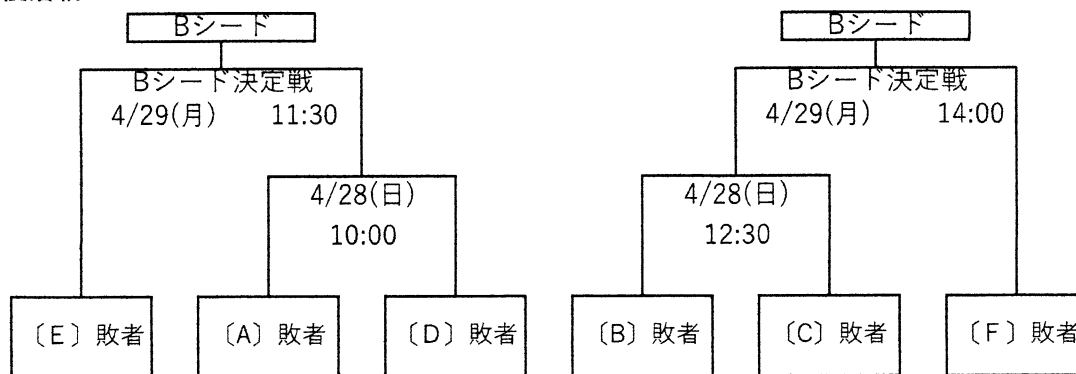 Bシード
Bシード
Bシード決定戦
4/29(月) 11:30
Bシード決定戦
4/29(月) 14:00
4/28(日)
10:00
4/28(日)
12:30
〔E〕敗者
〔A〕敗者
〔D〕敗者
〔B〕敗者
〔C〕敗者
〔F〕敗者